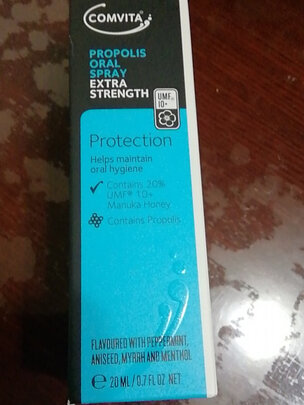 COMVITA
PROPOLIS
ORAL
SPRAY
EXTRA
STRENGTH
UMF
10+
Protection
Helps maintain
oral hygiene
Contains 20%
UMF® 10+
Manuka Honey
Contains Propolis
FLAVOURED WITH PEPPERMINT,
ANISEED, MYRRH AND MENTHOL
e 20 ML / 0.7 FL OZ NET